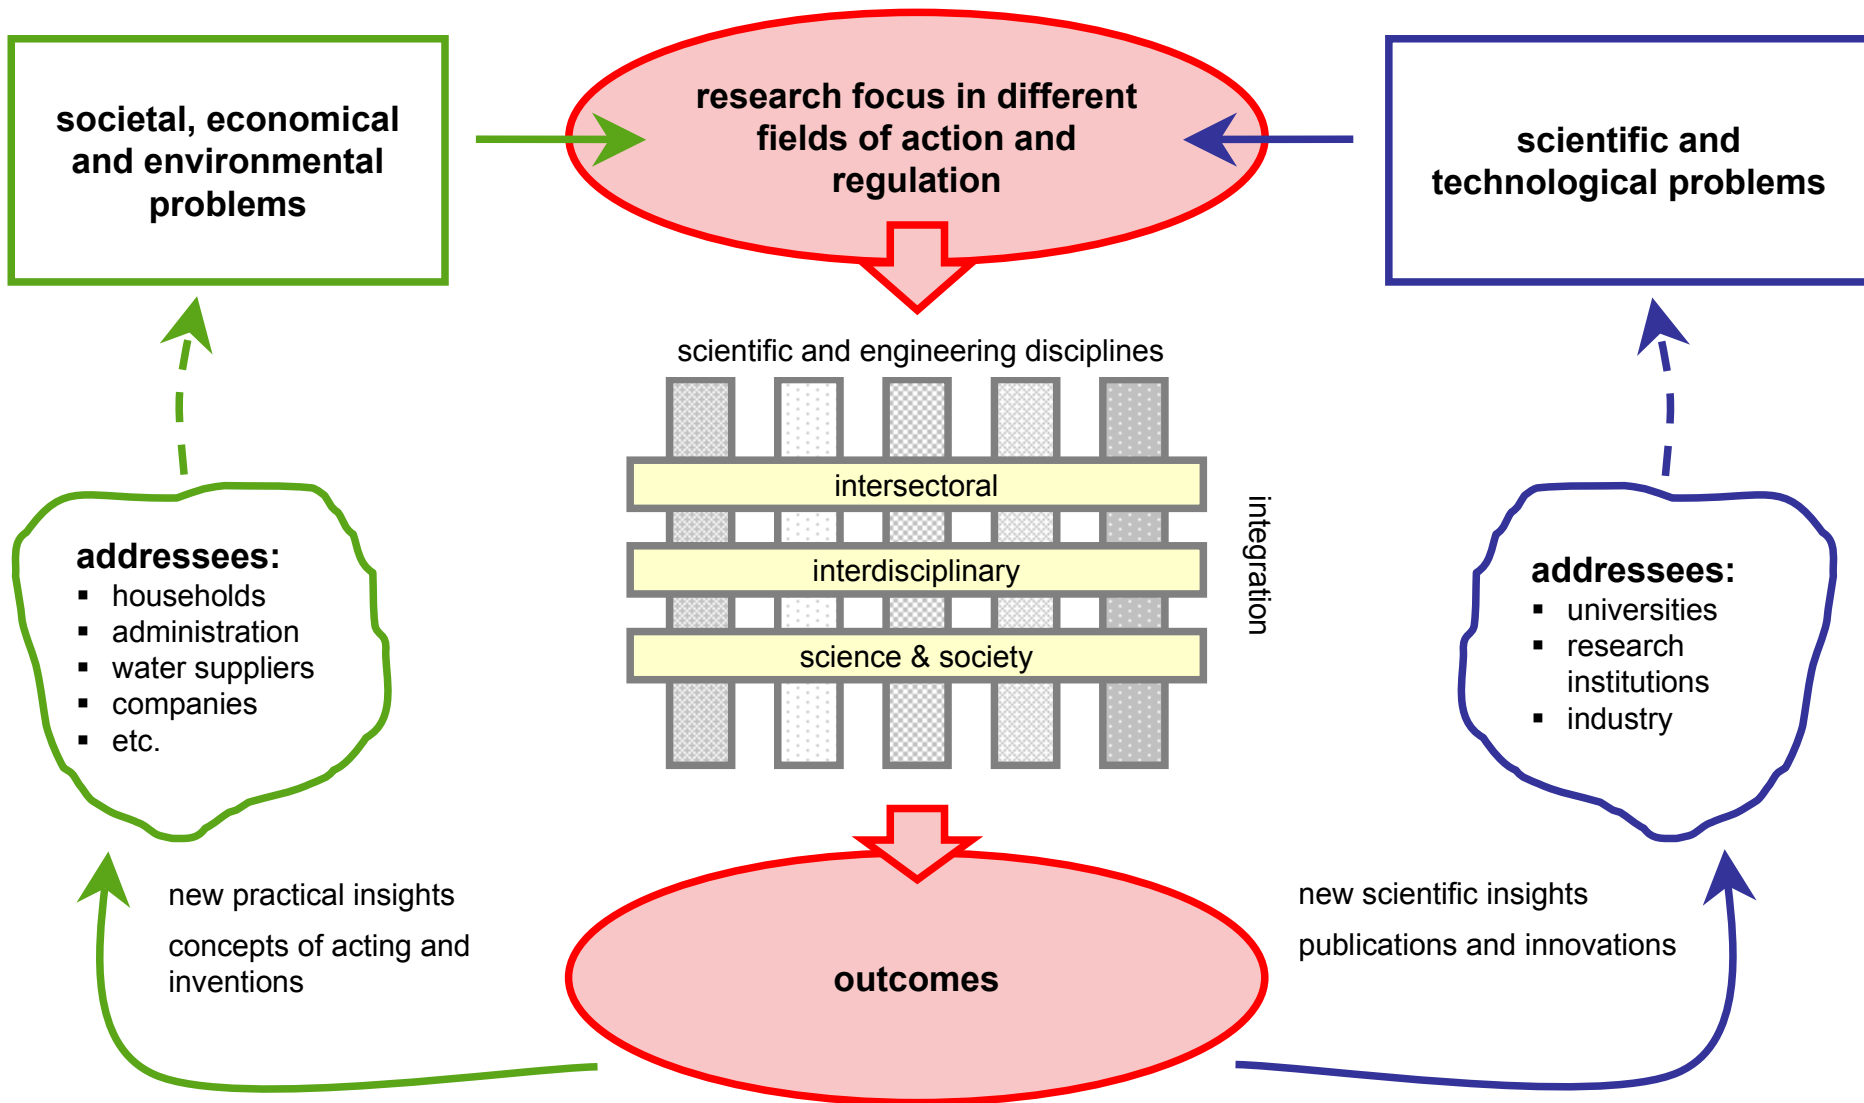 societal, economical
and environmental
problems
research focus in different
fields of action and
regulation
scientific and
technological problems
scientific and engineering disciplines
intersectoral
interdisciplinary
science & society
integration
addressees:
▪ households
▪ administration
▪ water suppliers
▪ companies
▪ etc.
addressees:
▪ universities
▪ research
institutions
▪ industry
new practical insights
concepts of acting and
inventions
outcomes
new scientific insights
publications and innovations